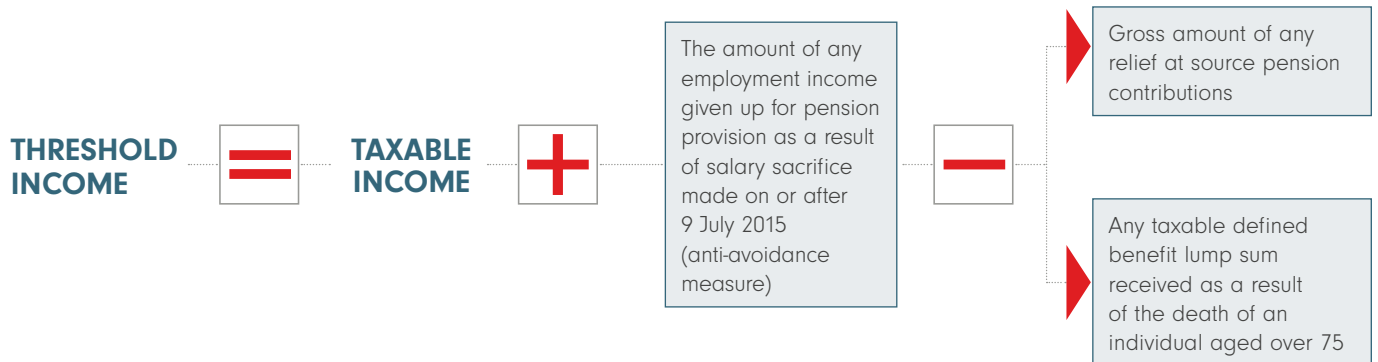 THRESHOLD
INCOME
=
TAXABLE
INCOME
+
The amount of any
employment income
given up for pension
provision as a result
of salary sacrifice
made on or after
9 July 2015
(anti-avoidance
measure)
−
Gross amount of any
relief at source pension
contributions
Any taxable defined
benefit lump sum
received as a result
of the death of an
individual aged over 75